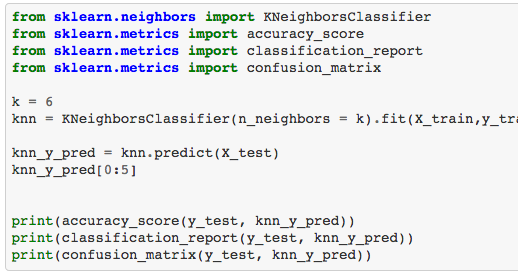 from sklearn.neighbors import KNeighborsClassifier
from sklearn.metrics import accuracy_score
from sklearn.metrics import classification_report
from sklearn.metrics import confusion_matrix
k = 6
knn = KNeighborsClassifier(n_neighbors = k).fit(X_train,y_tra
knn_y_pred = knn.predict(X_test)
knn_y_pred[0:5]
print(accuracy_score(y_test, knn_y_pred))
print(classification_report(y_test, knn_y_pred))
print(confusion_matrix(y_test, knn_y_pred))